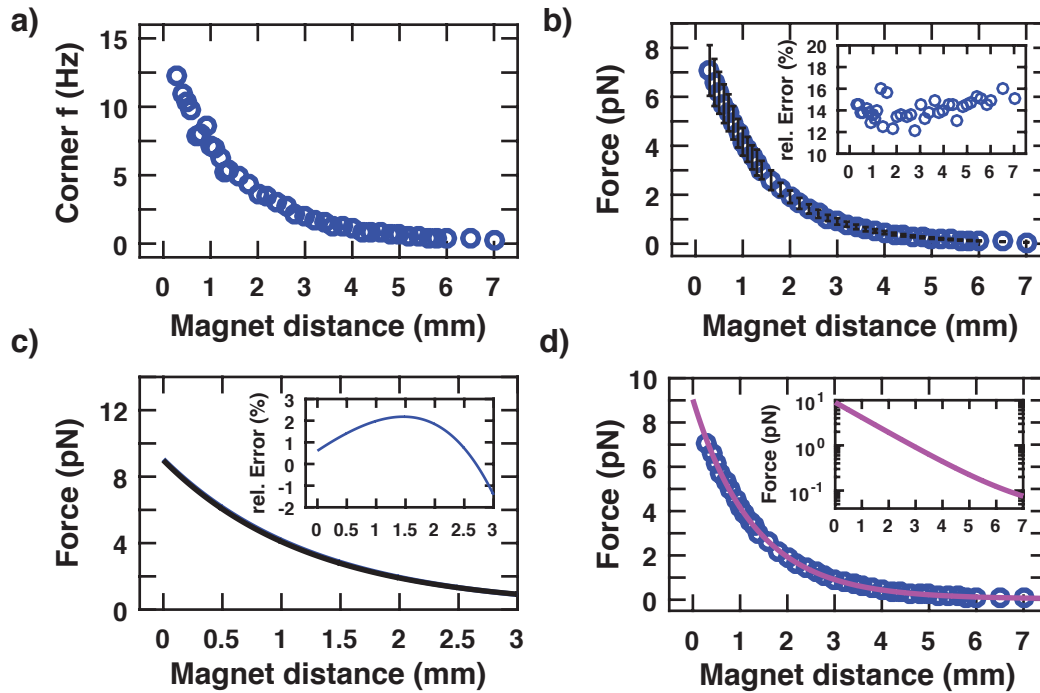 a)
Corner f (Hz)
15
10
5
0
0 1 2 3 4 5 6 7
Magnet distance (mm)
b)
Force (pN)
8
6
4
2
0
0 1 2 3 4 5 6 7
Magnet distance (mm)
rel. Error (%)
20
18
16
14
12
10
0 1 2 3 4 5 6 7
c)
Force (pN)
12
9
6
4
0
0 0.5 1 1.5 2 2.5 3
Magnet distance (mm)
rel. Error (%)
3
2
1
0
-1
-2
0 0.5 1 1.5 2 2.5 3
d)
Force (pN)
10
8
6
4
2
0
0 1 2 3 4 5 6 7
Magnet distance (mm)
Force (pN)
10¹
10⁰
10⁻¹
0 1 2 3 4 5 6 7